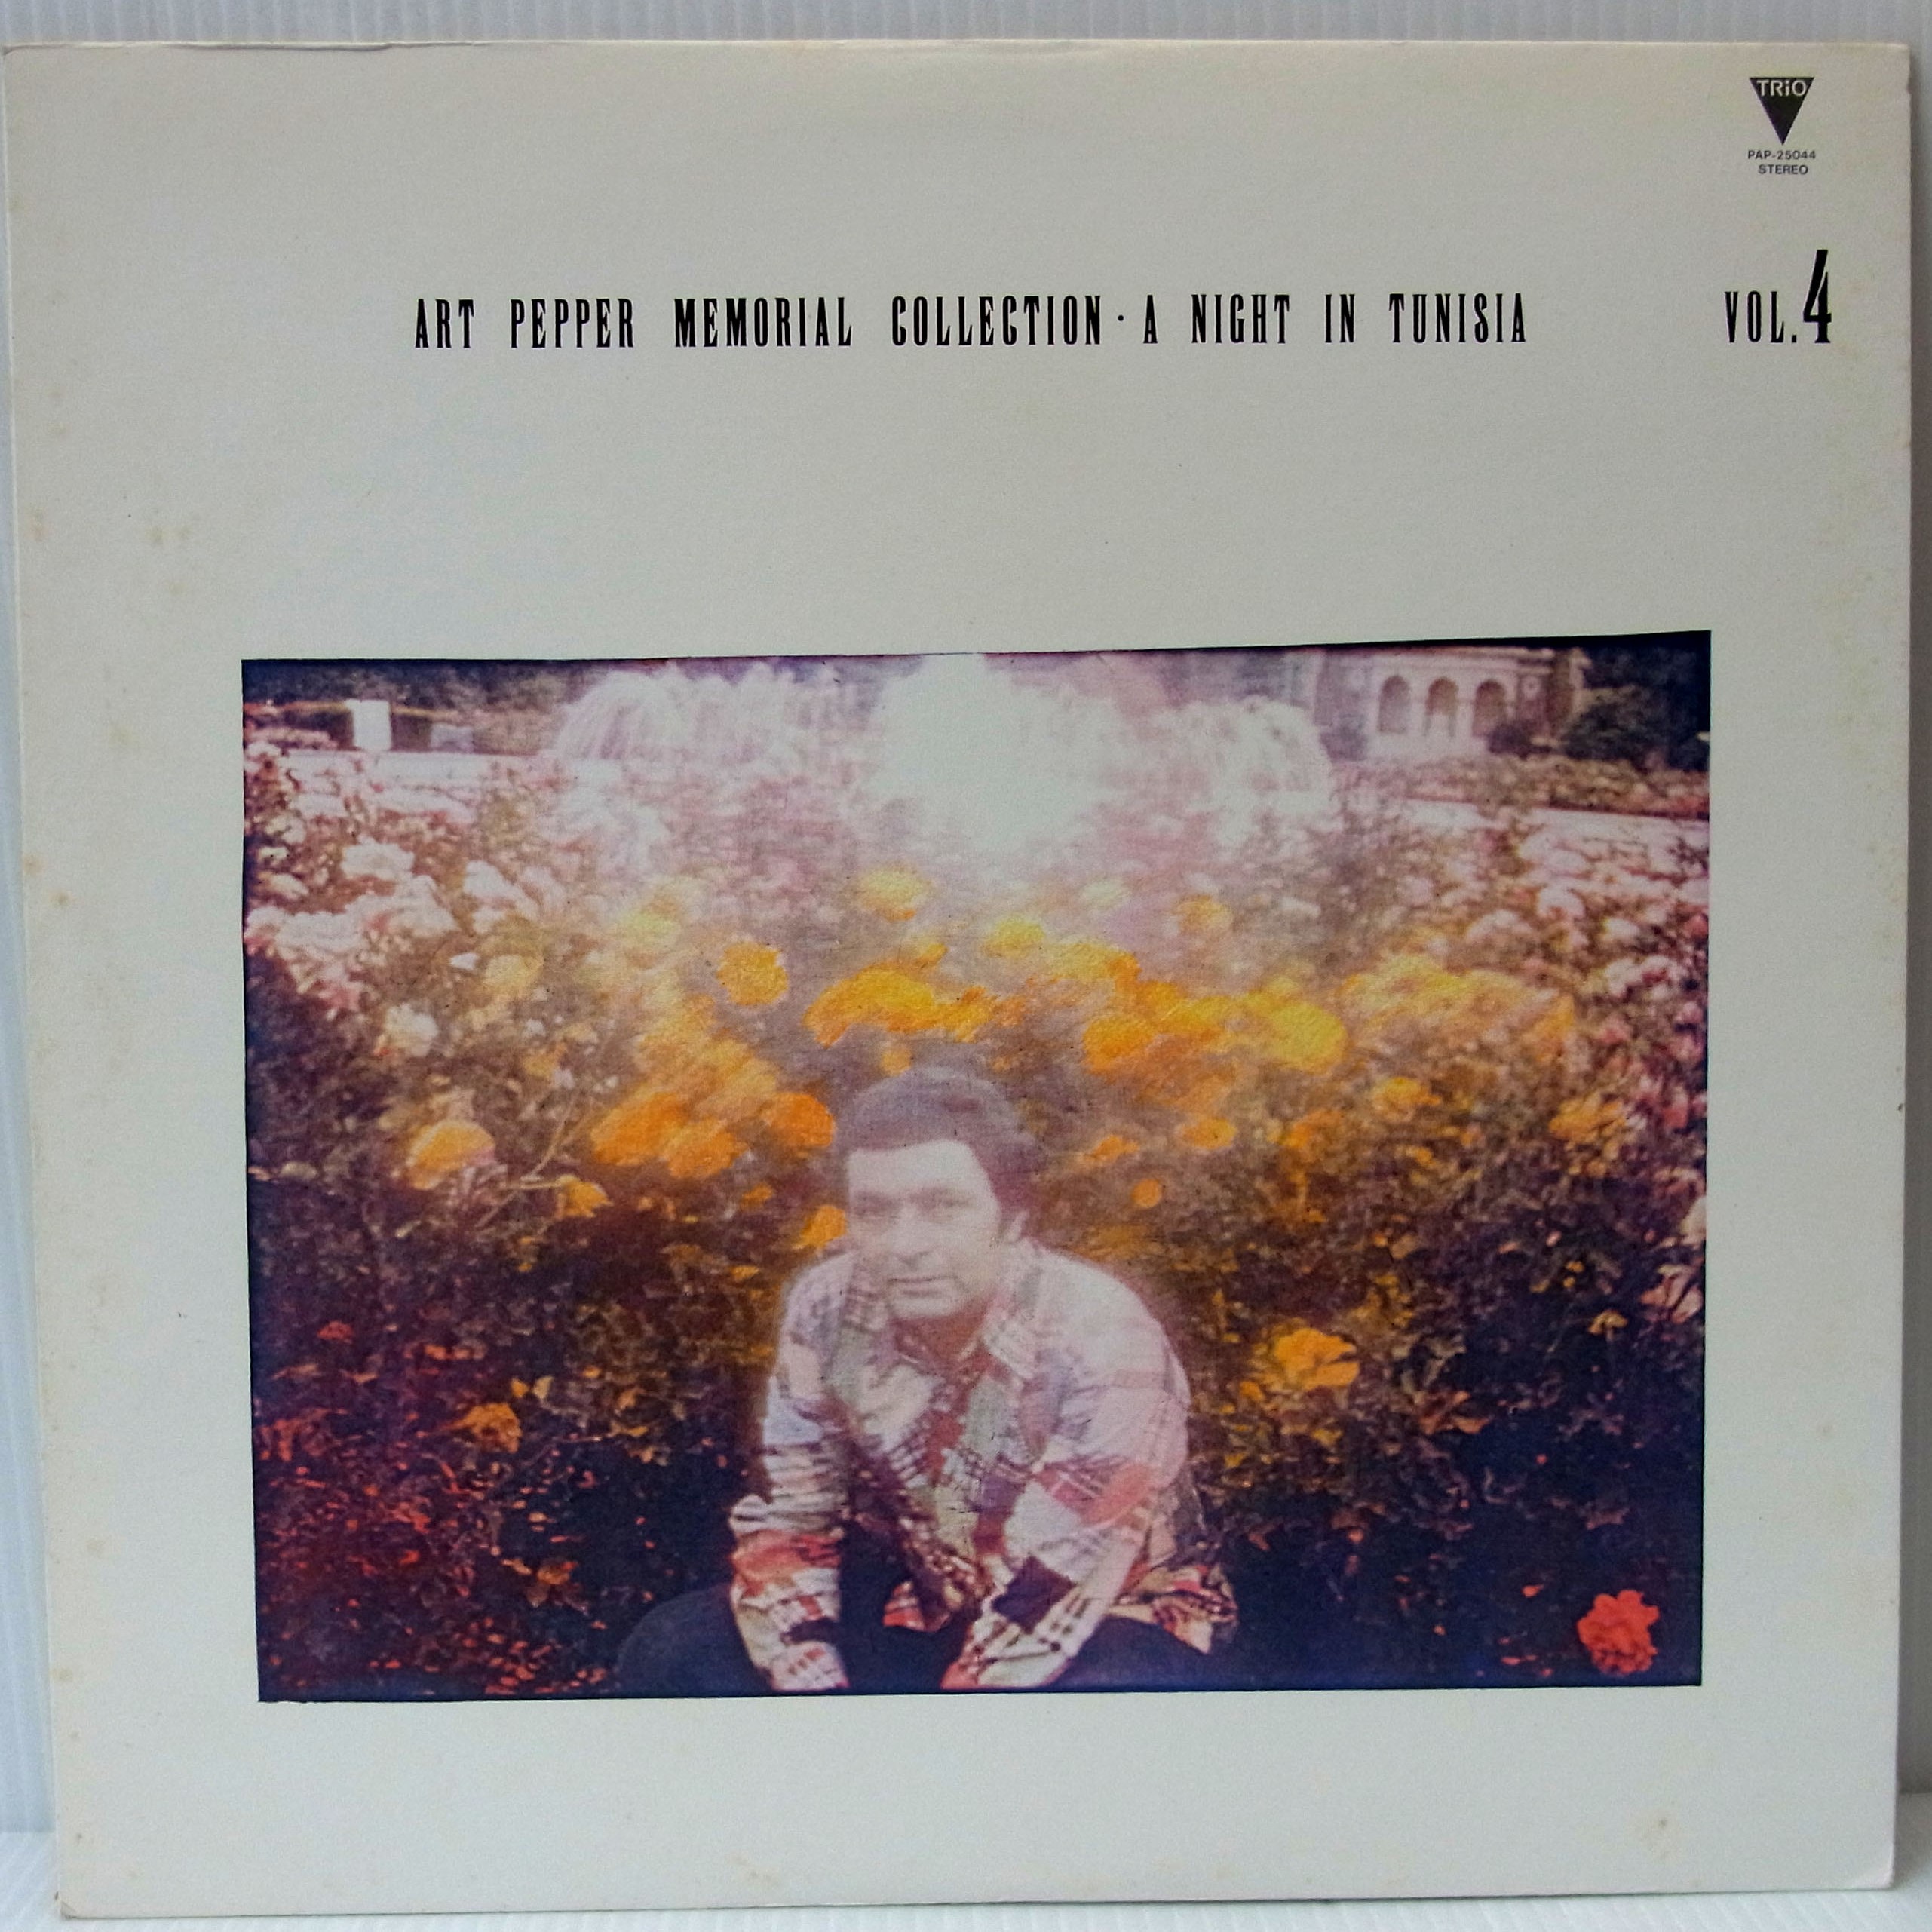 TRiO
PAP-25044
STEREO
ART PEPPER MEMORIAL COLLECTION · A NIGHT IN TUNISIA VOL.4